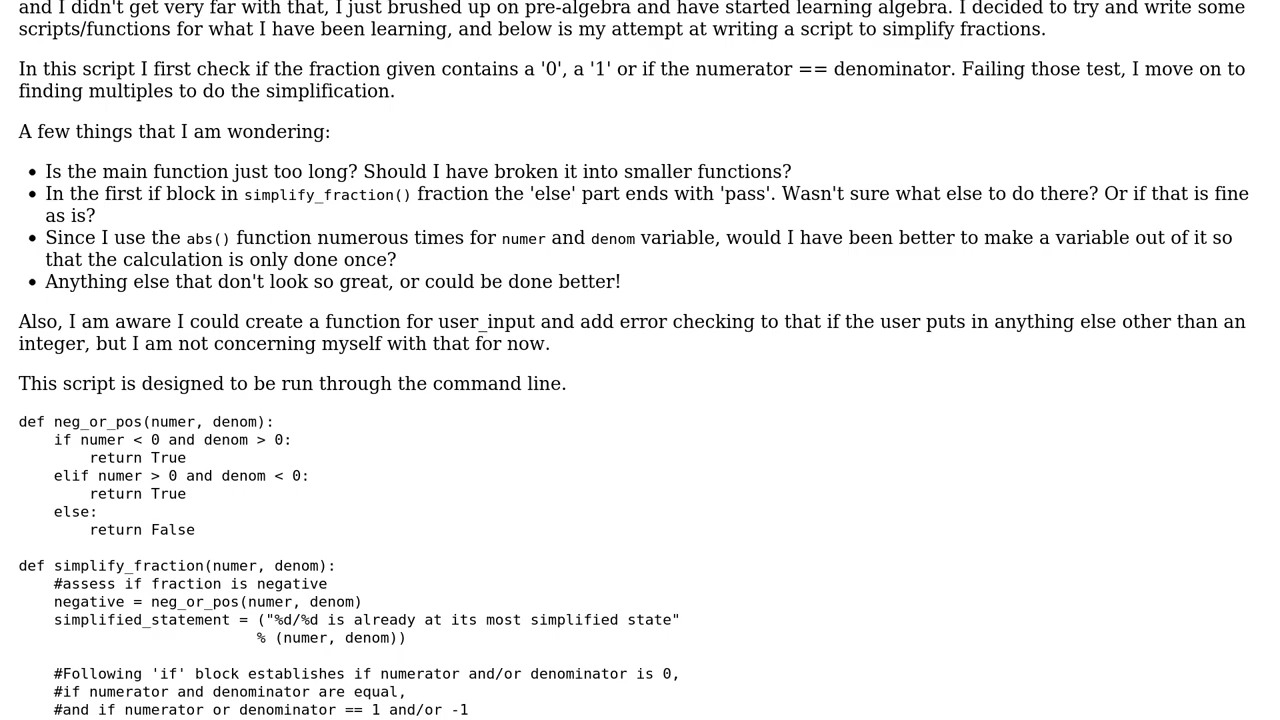 and I didn't get very far with that, I just brushed up on pre-algebra and have started learning algebra. I decided to try and write some
scripts/functions for what I have been learning, and below is my attempt at writing a script to simplify fractions.
In this script I first check if the fraction given contains a '0', a '1' or if the numerator == denominator. Failing those test, I move on to
finding multiples to do the simplification.
A few things that I am wondering:
• Is the main function just too long? Should I have broken it into smaller functions?
• In the first if block in simplify_fraction() fraction the 'else' part ends with 'pass'. Wasn't sure what else to do there? Or if that is fine
as is?
• Since I use the abs() function numerous times for numer and denom variable, would I have been better to make a variable out of it so
that the calculation is only done once?
• Anything else that don't look so great, or could be done better!
Also, I am aware I could create a function for user_input and add error checking to that if the user puts in anything else other than an
integer, but I am not concerning myself with that for now.
This script is designed to be run through the command line.
def neg_or_pos(numer, denom):
    if numer < 0 and denom > 0:
        return True
    elif numer > 0 and denom < 0:
        return True
    else:
        return False
def simplify_fraction(numer, denom):
    #assess if fraction is negative
    negative = neg_or_pos(numer, denom)
    simplified_statement = ("%d/%d is already at its most simplified state"
                           % (numer, denom))
    #Following 'if' block establishes if numerator and/or denominator is 0,
    #if numerator and denominator are equal,
    #and if numerator or denominator == 1 and/or -1